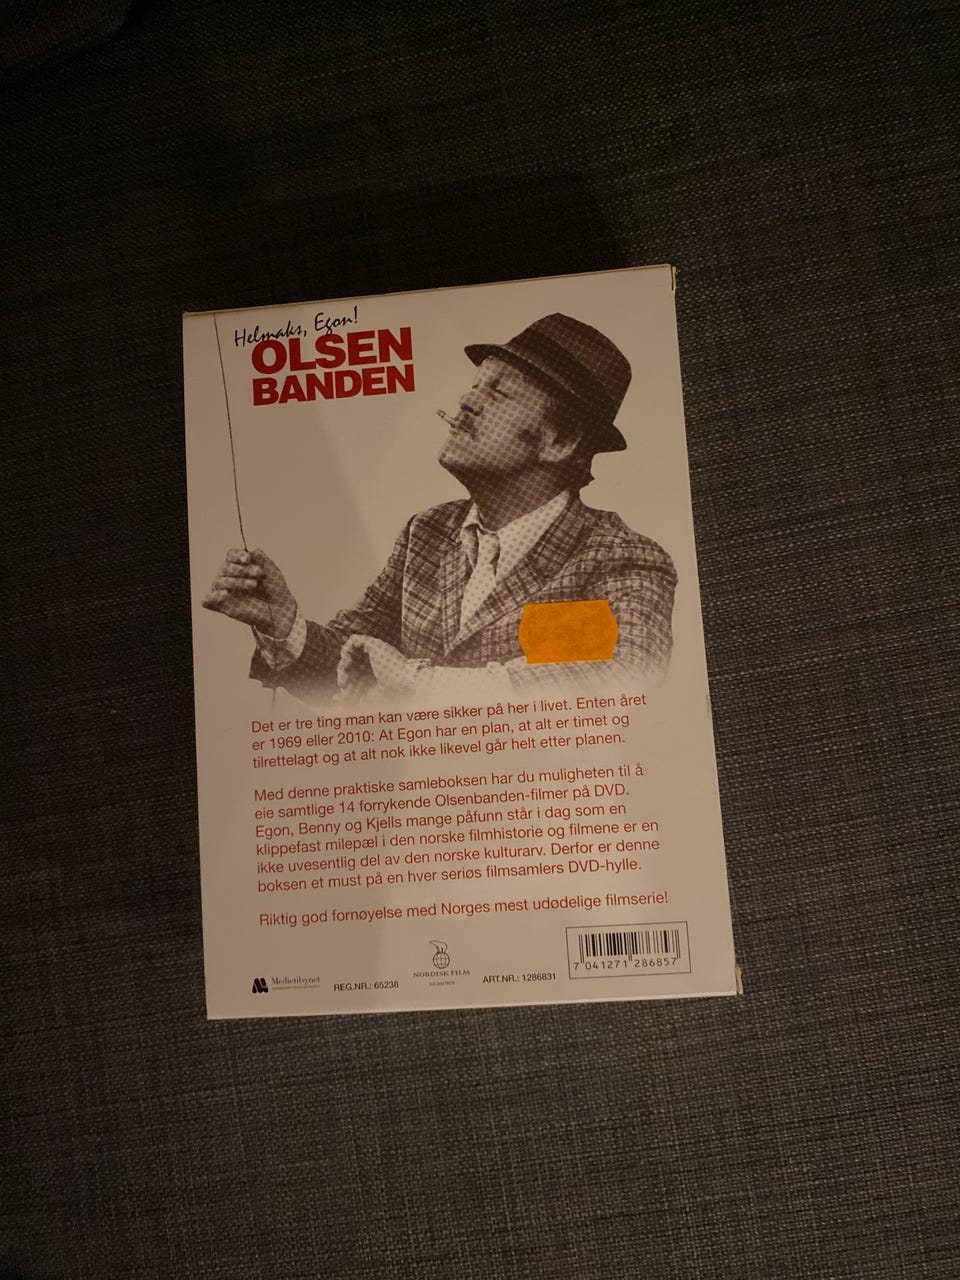 Helmaks, Egon!
OLSEN
BANDEN
Det er tre ting man kan være sikker på her i livet. Enten året
er 1969 eller 2010: At Egon har en plan, at alt er timet og
tilrettelagt og at alt nok ikke likevel går helt etter planen.
Med denne praktiske samleboksen har du muligheten til å
eie samtlige 14 forrykende Olsenbanden-filmer på DVD.
Egon, Benny og Kjells mange påfunn står i dag som en
klippefast milepæl i den norske filmhistorie og filmene er en
ikke uvesentlig del av den norske kulturarv. Derfor er denne
boksen et must på en hver seriøs filmsamlers DVD-hylle.
Riktig god fornøyelse med Norges mest udødelige filmserie!
Medietilsynet
REG.NR.: 65238
NORDISK FILM
EGMONT
ART.NR.: 1286831
7 041271 286857